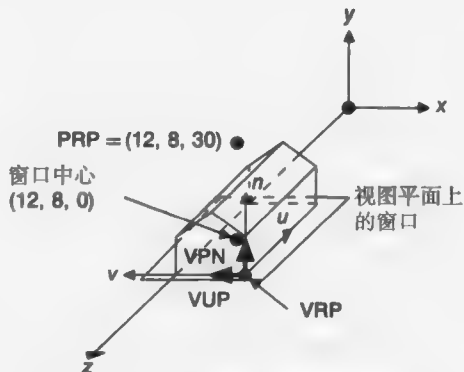 y
x
PRP = (12, 8, 30)
窗口中心
(12, 8, 0)
n
视图平面上
的窗口
u
VPN
v
VUP
VRP
z